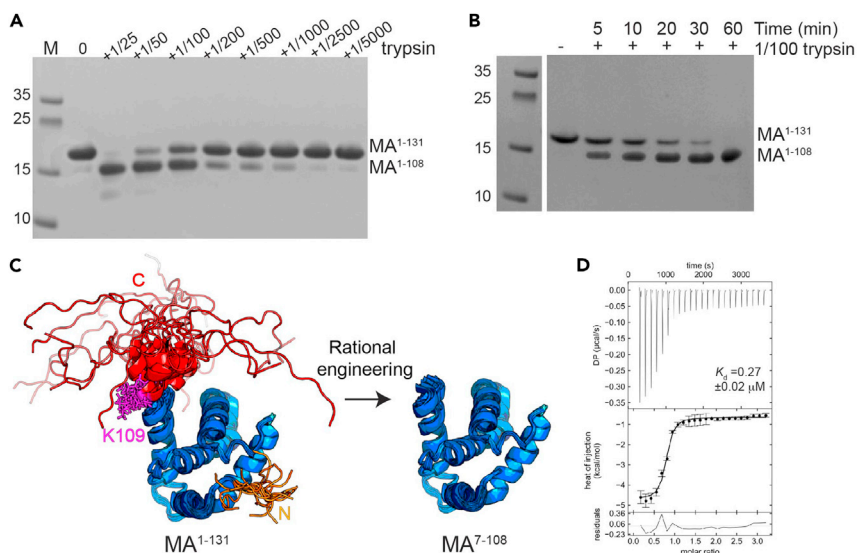 A
M 0 +1/25 +1/50 +1/100 +1/200 +1/500 +1/1000 +1/2500 +1/5000 trypsin
35
25
15
10
MA1-131
MA1-108
B
5 10 20 30 60 Time (min)
- + + + + + 1/100 trypsin
35
25
15
10
MA1-131
MA1-108
C
C
K109
N
MA1-131
Rational
engineering
MA7-108
D
time (s)
0 1200 2400 3600
DP (μcal/s)
0.00
-0.05
-0.10
-0.15
-0.20
-0.25
-0.30
-0.35
Kd =0.27
±0.02 μM
heat of injection
(kcal/mol)
-1
-2
-3
-4
-5
residuals
0.36
0.06
-0.23
0.0 0.5 1.0 1.5 2.0 2.5 3.0
molar ratio